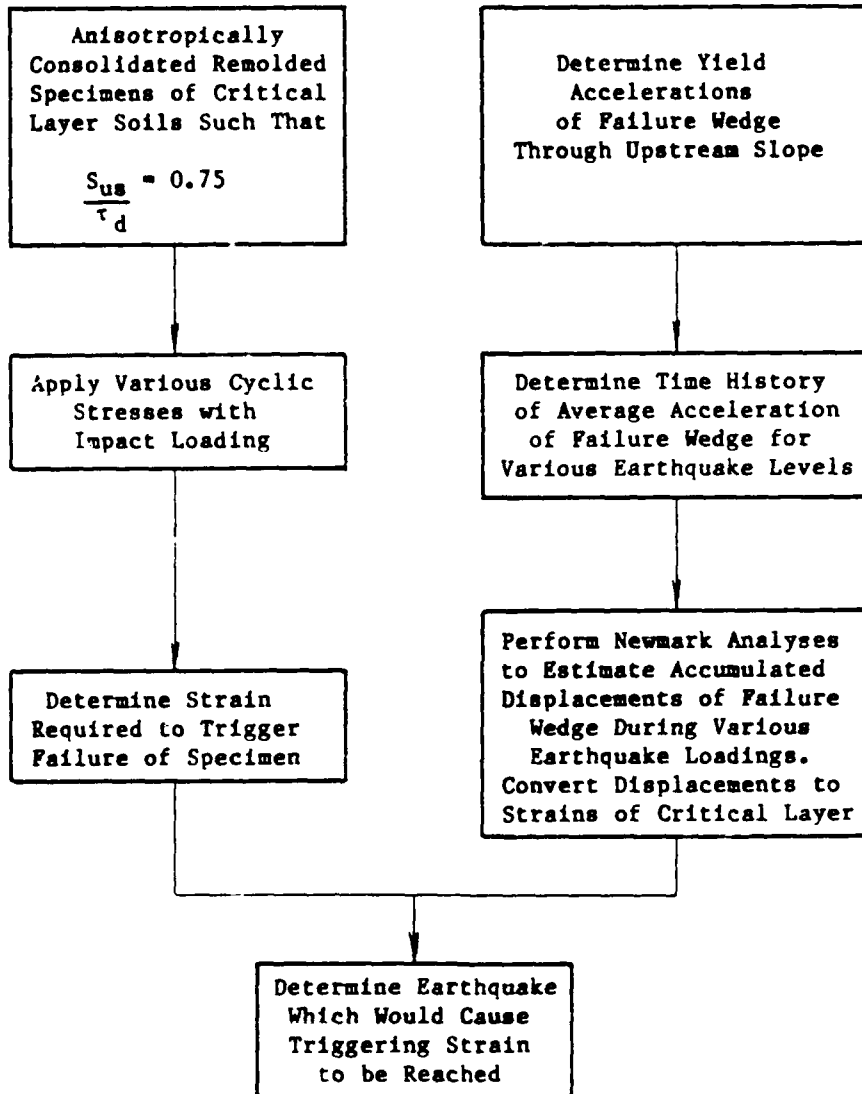 Anisotropically
Consolidated Remolded
Specimens of Critical
Layer Soils Such That
Sus = 0.75
τd
Determine Yield
Accelerations
of Failure Wedge
Through Upstream Slope
Apply Various Cyclic
Stresses with
Impact Loading
Determine Time History
of Average Acceleration
of Failure Wedge for
Various Earthquake Levels
Determine Strain
Required to Trigger
Failure of Specimen
Perform Newmark Analyses
to Estimate Accumulated
Displacements of Failure
Wedge During Various
Earthquake Loadings.
Convert Displacements to
Strains of Critical Layer
Determine Earthquake
Which Would Cause
Triggering Strain
to be Reached